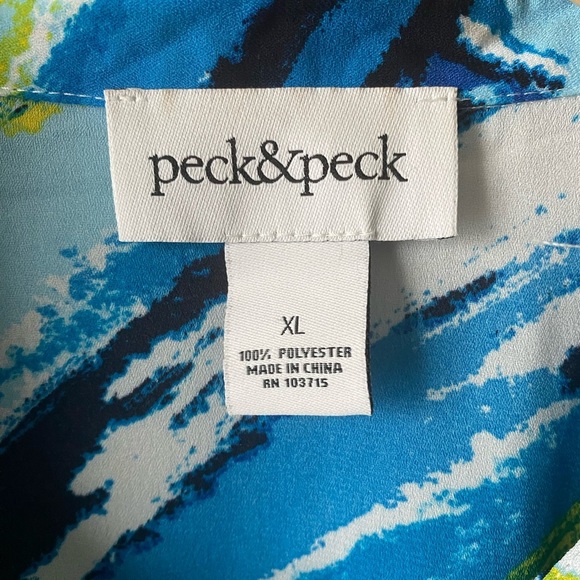 peck&peck
XL
100% POLYESTER
MADE IN CHINA
RN 103715